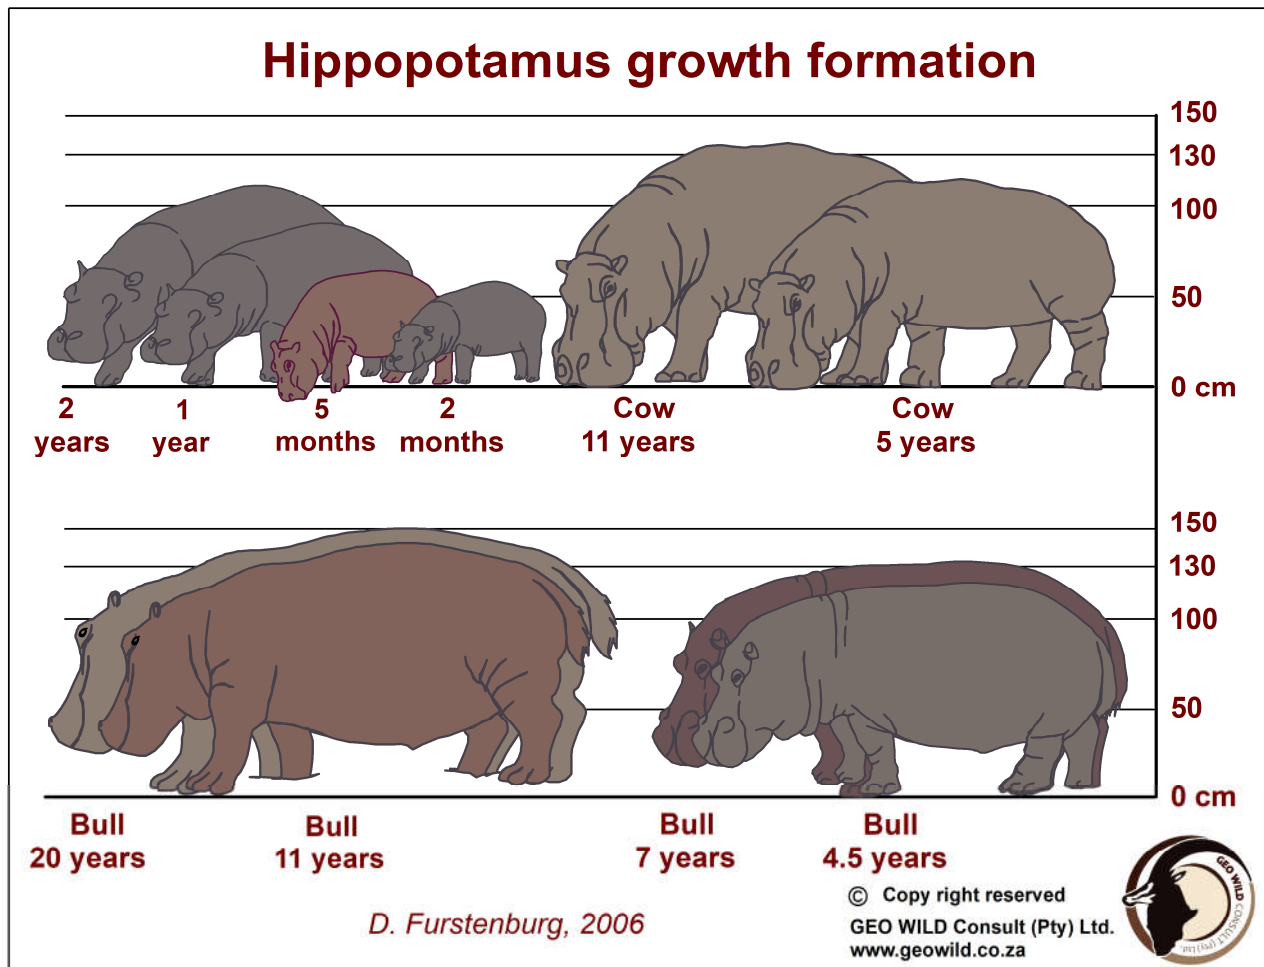 Hippopotamus growth formation
150
130
100
50
0 cm
2 years
1 year
5 months
2 months
Cow 11 years
Cow 5 years
150
130
100
50
0 cm
Bull 20 years
Bull 11 years
Bull 7 years
Bull 4.5 years
D. Furstenburg, 2006
© Copy right reserved
GEO WILD Consult (Pty) Ltd.
www.geowild.co.za
GEO WILD CONSULT (Pty) Ltd.